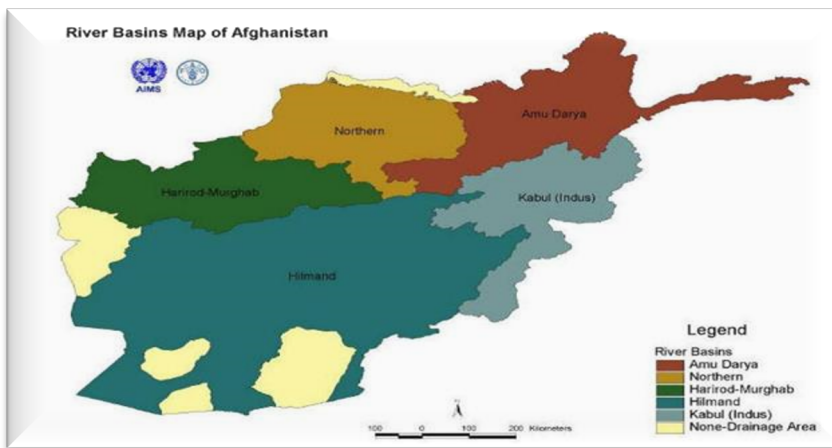 River Basins Map of Afghanistan
AIMS
Northern
Amu Darya
Harirod-Murghab
Kabul (Indus)
Hilmand
Legend
River Basins
Amu Darya
Northern
Harirod-Murghab
Hilmand
Kabul (Indus)
None-Drainage Area
100 0 100 200 Kilometers